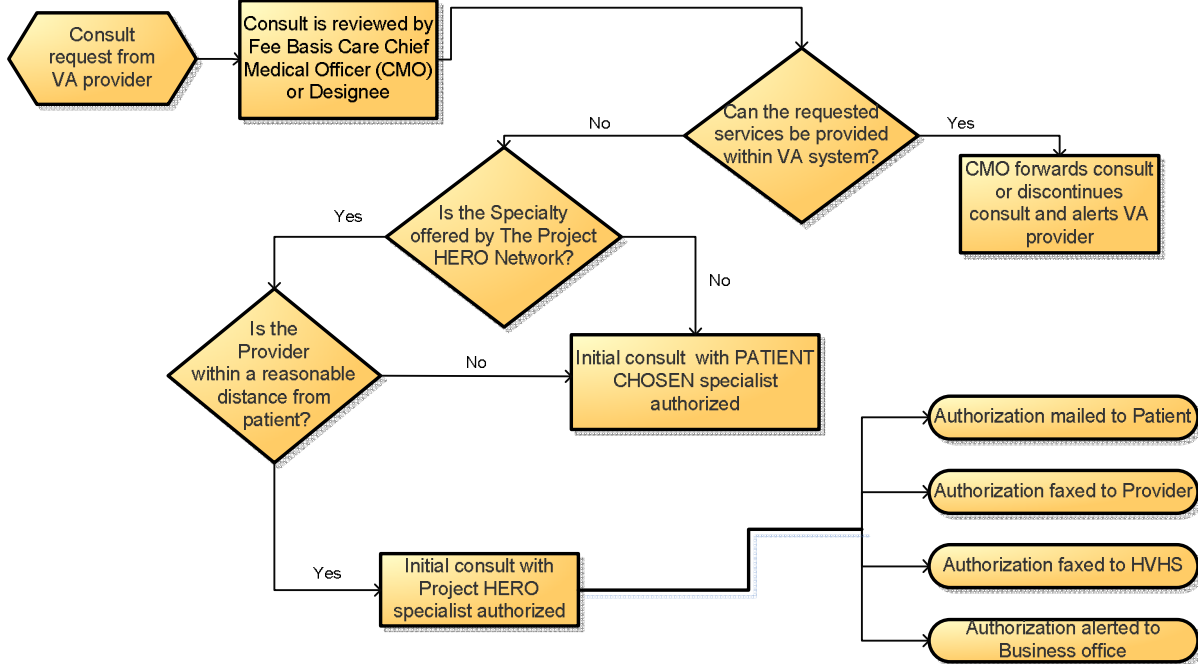 Consult
request from
VA provider
Consult is reviewed by
Fee Basis Care Chief
Medical Officer (CMO)
or Designee
Can the requested
services be provided
within VA system?
No
Yes
CMO forwards consult
or discontinues
consult and alerts VA
provider
Is the Specialty
offered by The Project
HERO Network?
Yes
No
Is the
Provider
within a reasonable
distance from
patient?
No
Initial consult with PATIENT
CHOSEN specialist
authorized
Yes
Initial consult with
Project HERO
specialist authorized
Authorization mailed to Patient
Authorization faxed to Provider
Authorization faxed to HVHS
Authorization alerted to
Business office